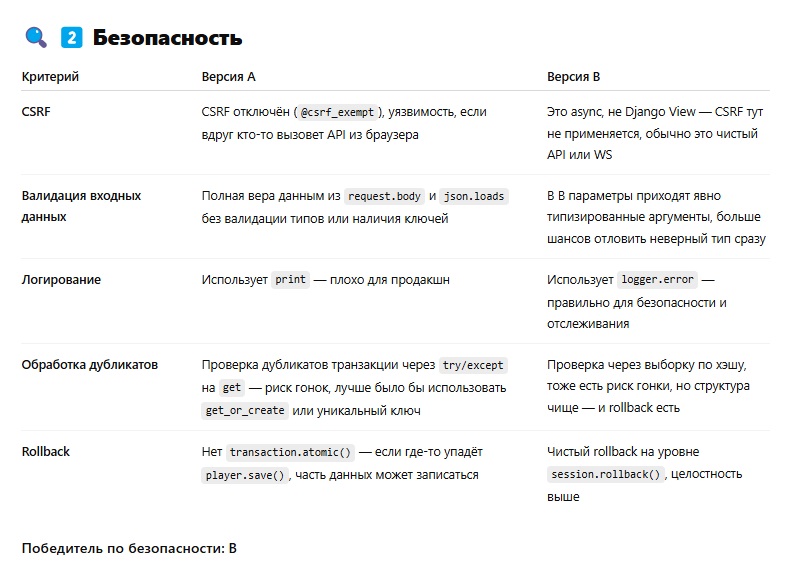 🔍 2 Безопасность
Критерий Версия A Версия B
CSRF CSRF отключён (@csrf_exempt), уязвимость, если Это async, не Django View — CSRF тут
вдруг кто-то вызовет API из браузера не применяется, обычно это чистый
API или WS
Валидация входных Полная вера данным из request.body и json.loads В B параметры приходят явно
данных без валидации типов или наличия ключей типизированные аргументы, больше
шансов отловить неверный тип сразу
Логирование Использует print — плохо для продакшн Использует logger.error —
правильно для безопасности и
отслеживания
Обработка дубликатов Проверка дубликатов транзакции через try/except Проверка через выборку по хэшу,
на get — риск гонок, лучше было бы использовать тоже есть риск гонки, но структура
get_or_create или уникальный ключ чище — и rollback есть
Rollback Нет transaction.atomic() — если где-то упадёт Чистый rollback на уровне
player.save(), часть данных может записаться session.rollback(), целостность
выше
Победитель по безопасности: B